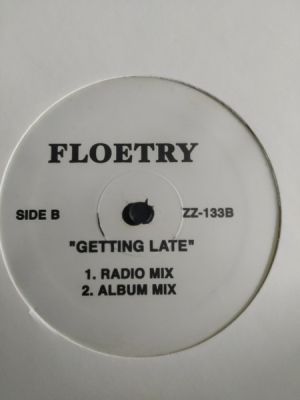 FLOETRY
SIDE B
ZZ-133B
"GETTING LATE"
1. RADIO MIX
2. ALBUM MIX